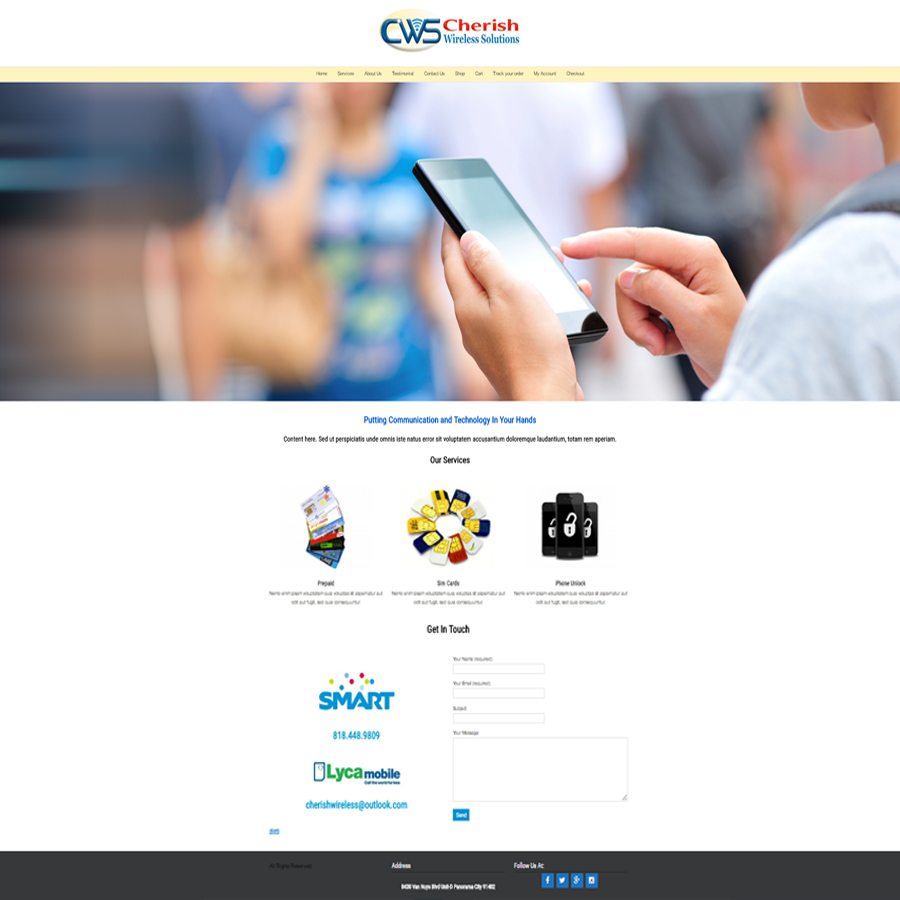 CWS Cherish
Wireless Solutions
Home Services About Us Testimonial Contact Us Shop Cart Track your order My Account Checkout
Putting Communication and Technology In Your Hands
Content here. Sed ut perspiciatis unde omnis iste natus error sit voluptatem accusantium doloremque laudantium, totam rem aperiam.
Our Services
Prepaid Sim Cards Phone Unlock
Nemo enim ipsam voluptatem quia voluptas sit aspernatur aut Nemo enim ipsam voluptatem quia voluptas sit aspernatur aut Nemo enim ipsam voluptatem quia voluptas sit aspernatur aut
odit aut fugit, sed quia consequuntur odit aut fugit, sed quia consequuntur odit aut fugit, sed quia consequuntur
Get In Touch
Your Name (required)
Your Email (required)
SMART
Subject
818.448.9809
Your Message
Lycamobile
Call the world for less
cherishwireless@outlook.com
Send
All Rights Reserved. Address Follow Us At:
8438 Van Nuys Blvd Unit-D Panorama City 91402